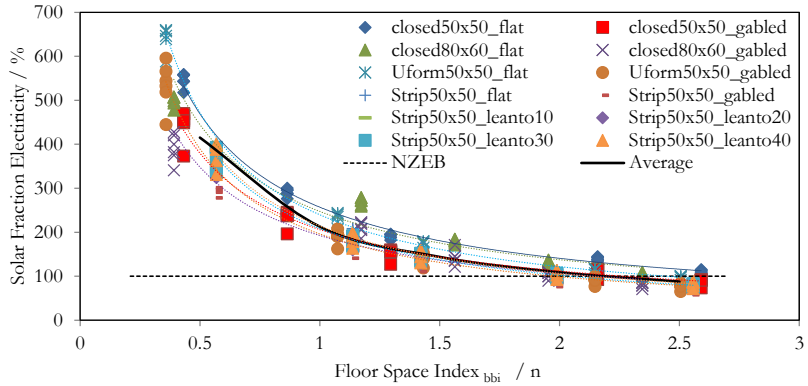 700
600
500
400
300
200
100
0
Solar Fraction Electiricity / %
closed50x50_flat
closed50x50_gabled
closed80x60_flat
closed80x60_gabled
Uform50x50_flat
Uform50x50_gabled
Strip50x50_flat
Strip50x50_gabled
Strip50x50_leanto10
Strip50x50_leanto20
Strip50x50_leanto30
Strip50x50_leanto40
NZEB
Average
0 0.5 1 1.5 2 2.5 3
Floor Space Index bbi / n